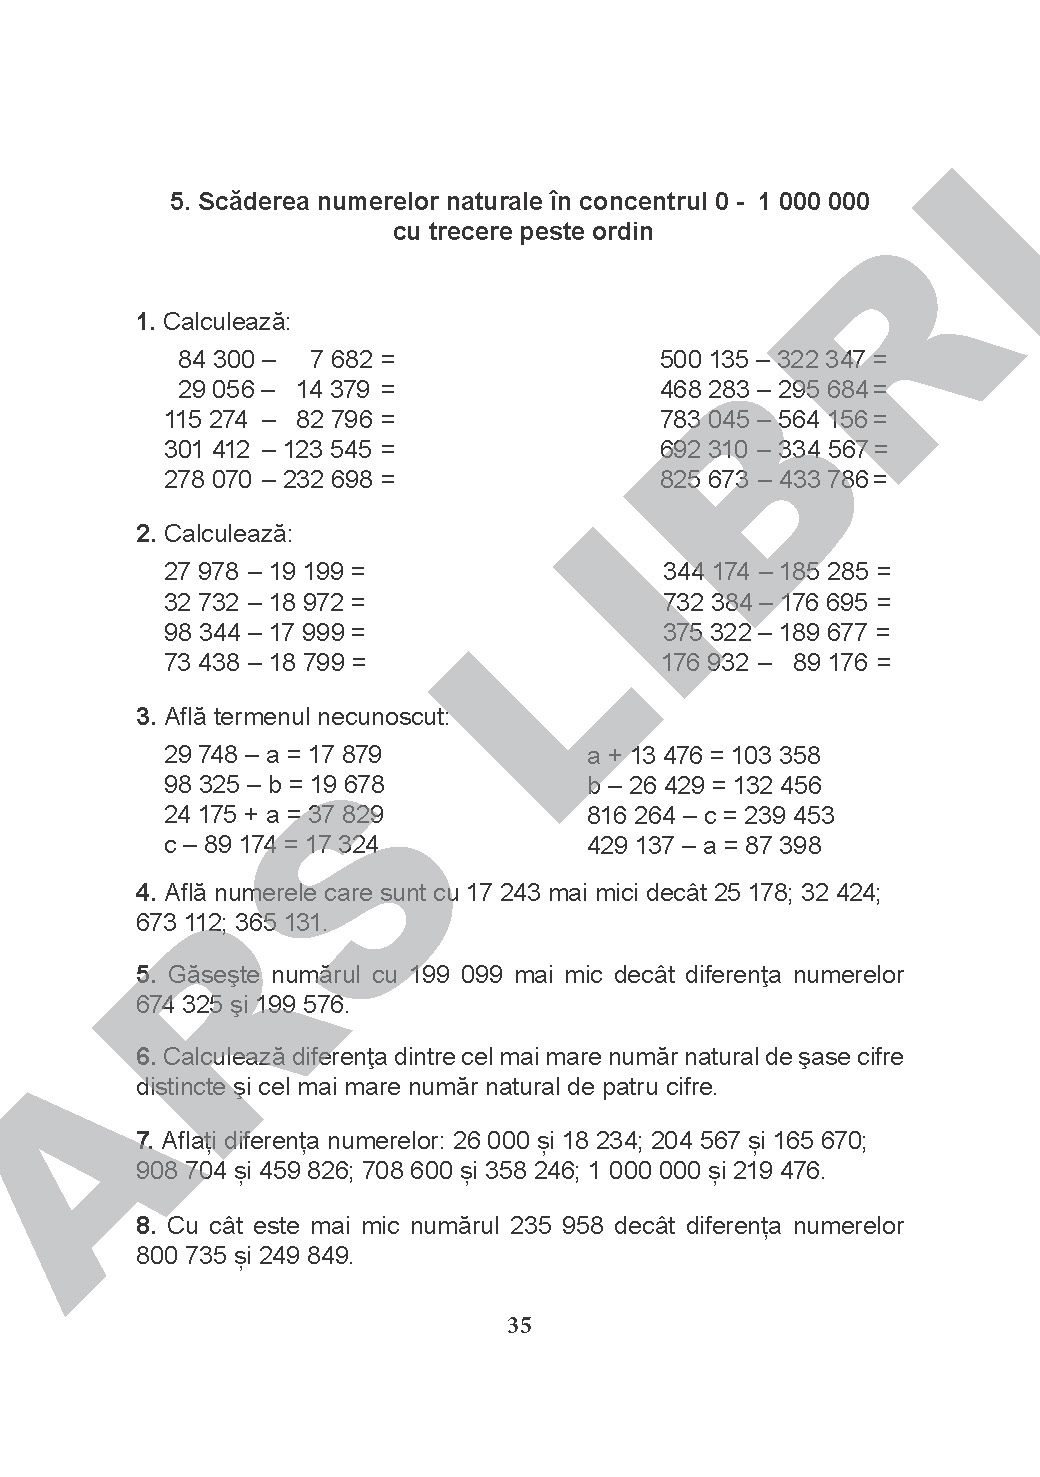 5. Scăderea numerelor naturale în concentrul 0 - 1 000 000
cu trecere peste ordin
1. Calculează:
84 300 – 7 682 = 500 135 – 322 347 =
29 056 – 14 379 = 468 283 – 295 684 =
115 274 – 82 796 = 783 045 – 564 156 =
301 412 – 123 545 = 692 310 – 334 567 =
278 070 – 232 698 = 825 673 – 433 786 =
2. Calculează:
27 978 – 19 199 = 344 174 – 185 285 =
32 732 – 18 972 = 732 384 – 176 695 =
98 344 – 17 999 = 375 322 – 189 677 =
73 438 – 18 799 = 176 932 – 89 176 =
3. Află termenul necunoscut:
29 748 – a = 17 879 a + 13 476 = 103 358
98 325 – b = 19 678 b – 26 429 = 132 456
24 175 + a = 37 829 816 264 – c = 239 453
c – 89 174 = 17 324 429 137 – a = 87 398
4. Află numerele care sunt cu 17 243 mai mici decât 25 178; 32 424;
673 112; 365 131.
5. Găseşte numărul cu 199 099 mai mic decât diferenţa numerelor
674 325 şi 199 576.
6. Calculează diferenţa dintre cel mai mare număr natural de şase cifre
distincte şi cel mai mare număr natural de patru cifre.
7. Aflați diferența numerelor: 26 000 și 18 234; 204 567 și 165 670;
908 704 și 459 826; 708 600 și 358 246; 1 000 000 și 219 476.
8. Cu cât este mai mic numărul 235 958 decât diferența numerelor
800 735 și 249 849.
35
ARS LIBRI